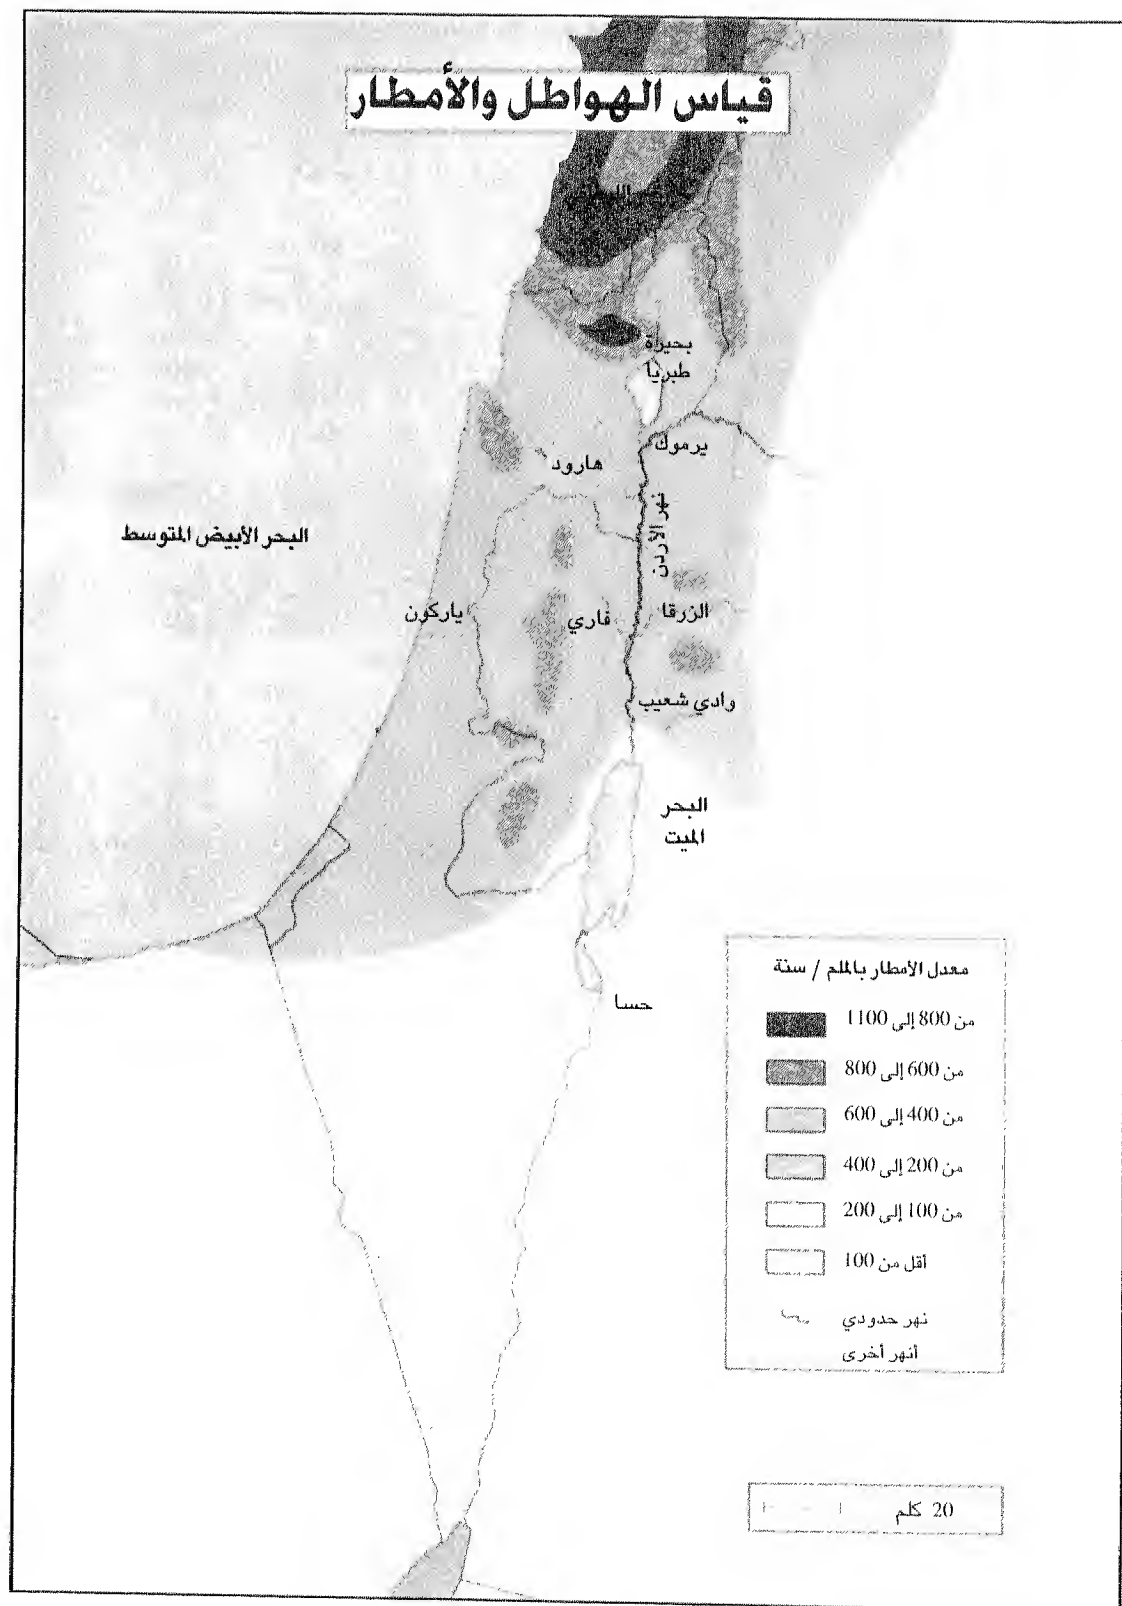 قياس الهواطل والأمطار
بحيرة
طبريا
يرموك
هارود
نهر الأردن
البحر الأبيض المتوسط
ياركون
فاري
الزرقا
وادي شعيب
البحر
الميت
حسا
معدل الأمطار بالملم / سنة
من 800 إلى 1100
من 600 إلى 800
من 400 إلى 600
من 200 إلى 400
من 100 إلى 200
أقل من 100
نهر حدودي
أنهر أخرى
20 كلم